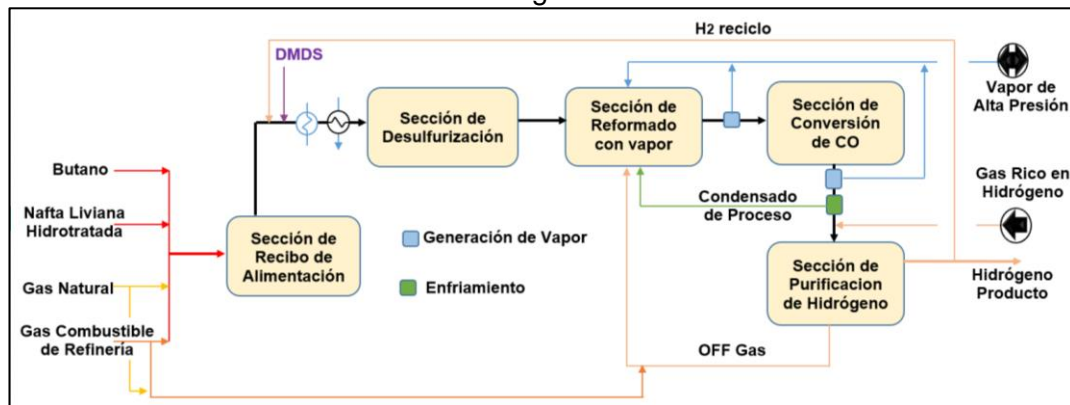 H2 reciclo
DMDS
Vapor de
Alta Presión
Sección de
Desulfurización
Sección de
Reformado
con vapor
Sección de
Conversión
de CO
Butano
Nafta Liviana
Hidrotratada
Gas Natural
Gas Combustible
de Refinería
Sección de
Recibo de
Alimentación
Condensado
de Proceso
Gas Rico en
Hidrógeno
Generación de Vapor
Enfriamiento
Sección de
Purificacion
de Hidrógeno
Hidrógeno
Producto
OFF Gas